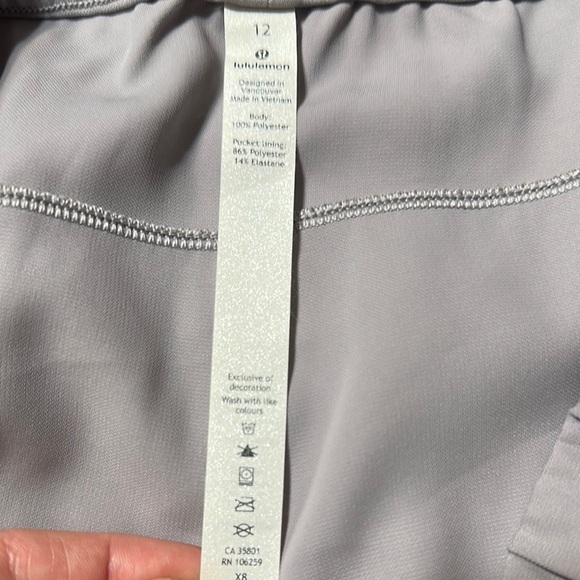 12
lululemon
Designed in
Vancouver
Made in Vietnam
Body:
100% Polyester
Pocket lining:
86% Polyester
14% Elastane
Exclusive of
decoration
Wash with like
colours
CA 35801
RN 106259
X8